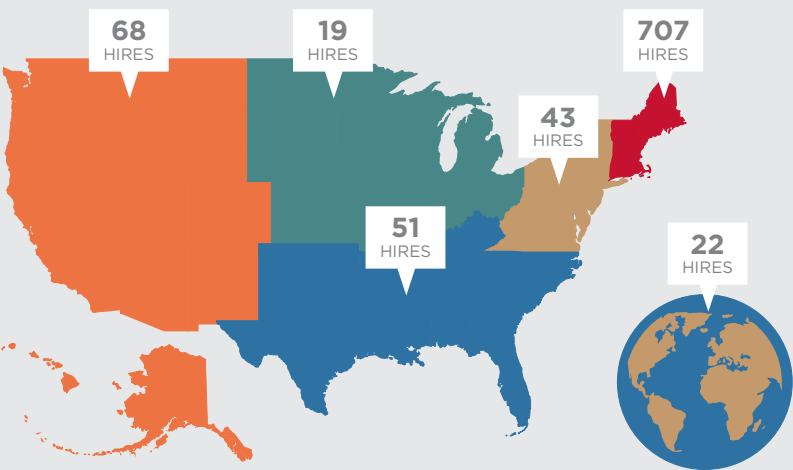 68
HIRES
19
HIRES
707
HIRES
43
HIRES
51
HIRES
22
HIRES